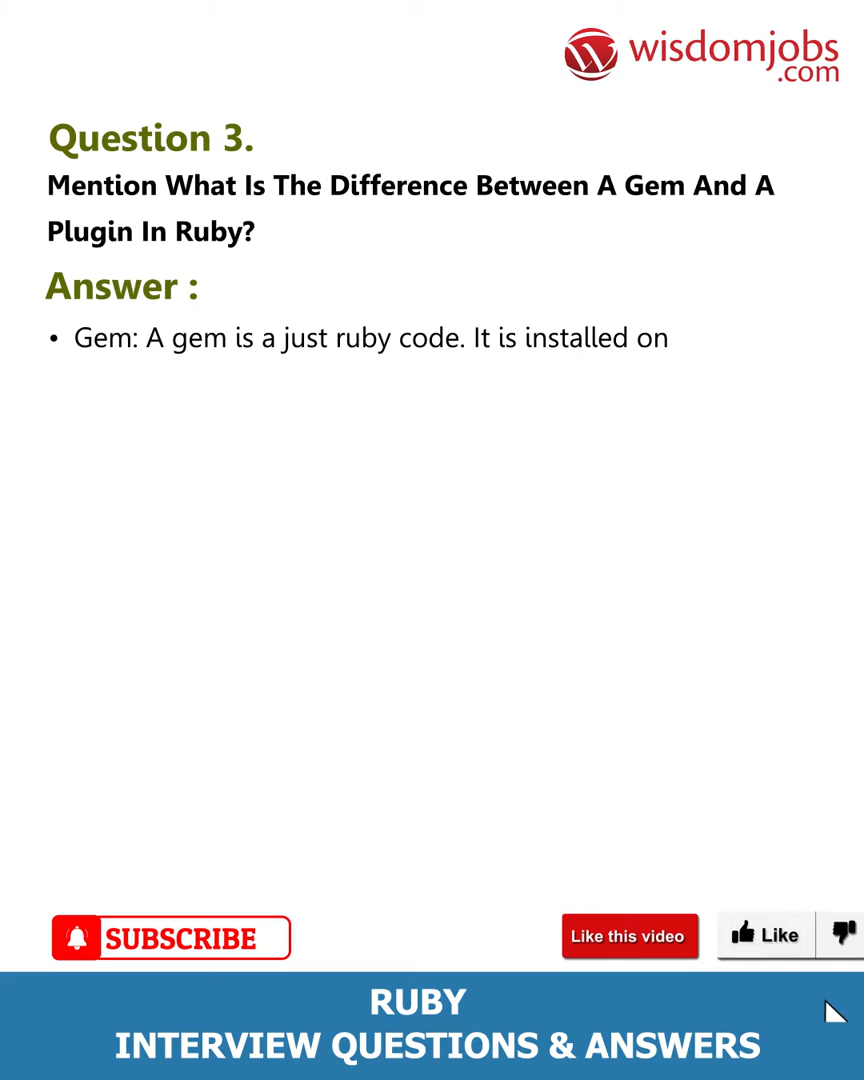 wisdomjobs
.com
Question 3.
Mention What Is The Difference Between A Gem And A
Plugin In Ruby?
Answer :
• Gem: A gem is a just ruby code. It is installed on
SUBSCRIBE
Like this video
Like
RUBY
INTERVIEW QUESTIONS & ANSWERS